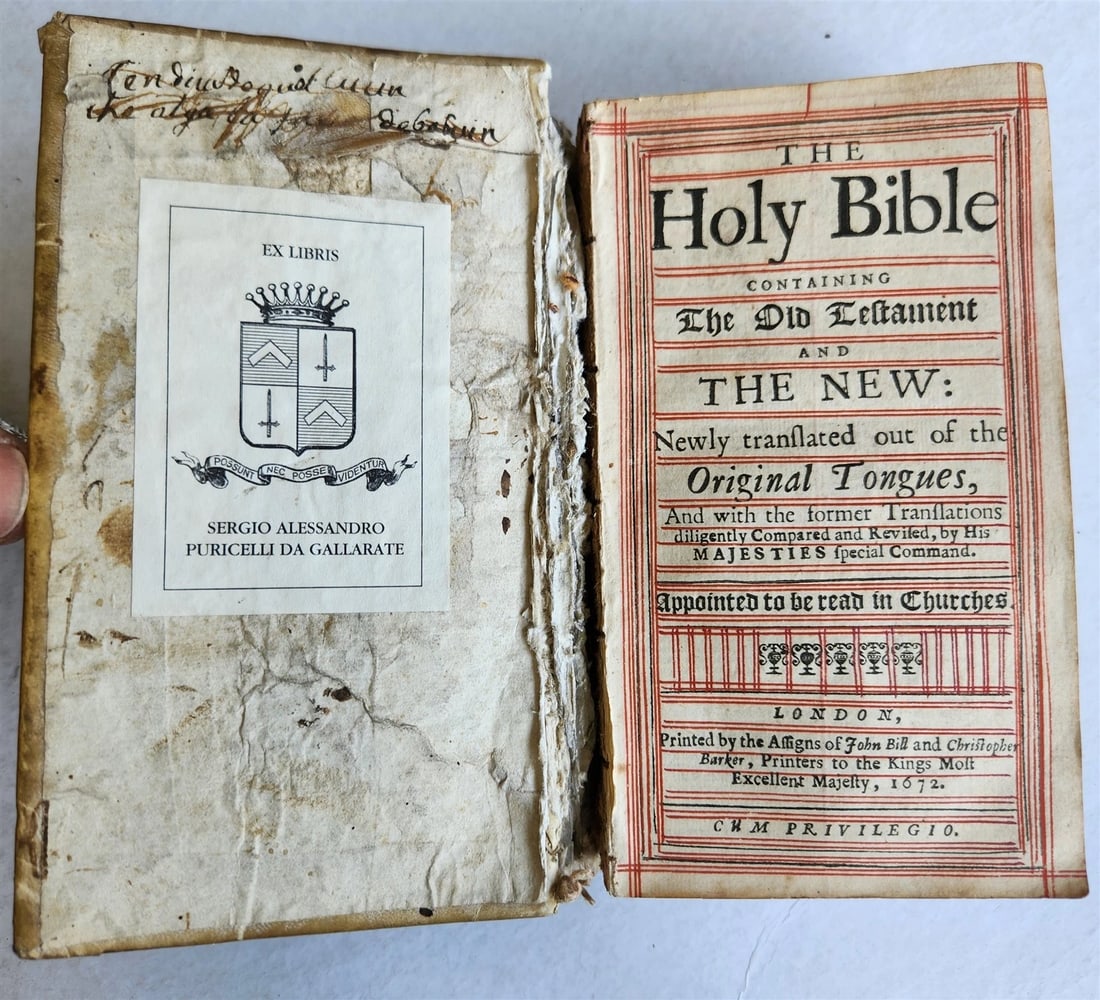 EX LIBRIS
POSSUNT NEC POSSE VIDENTUR
SERGIO ALESSANDRO
PURICELLI DA GALLARATE
THE
Holy Bible
CONTAINING
The Old Teſtament
AND
THE NEW:
Newly tranſlated out of the
Original Tongues,
And with the former Tranſlations
diligently Compared and Reviſed, by His
MAJESTIES ſpecial Command.
Appointed to be read in Churches.
LONDON,
Printed by the Aſſigns of John Bill and Chriſtopher
Barker, Printers to the Kings Moſt
Excellent Majeſty, 1672.
CUM PRIVILEGIO.